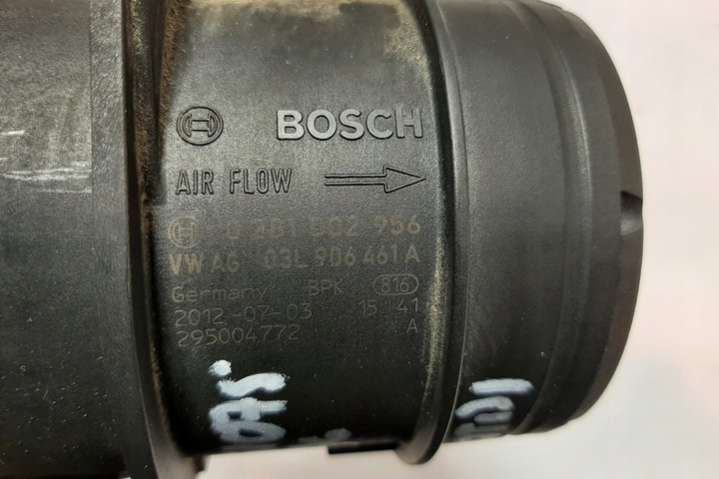 BOSCH
AIR FLOW
0 281 002 956
VW AG 03L 906 461 A
Germany BPK 816
2012-07-03 15 41
295004772 A